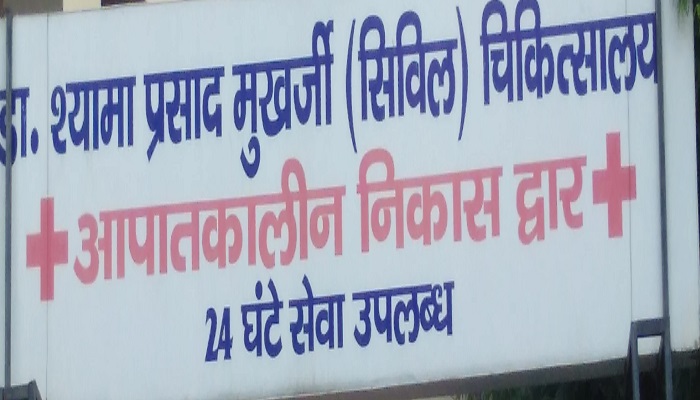 डा. श्यामा प्रसाद मुखर्जी (सिविल) चिकित्सालय
आपातकालीन निकास द्वार
24 घंटे सेवा उपलब्ध